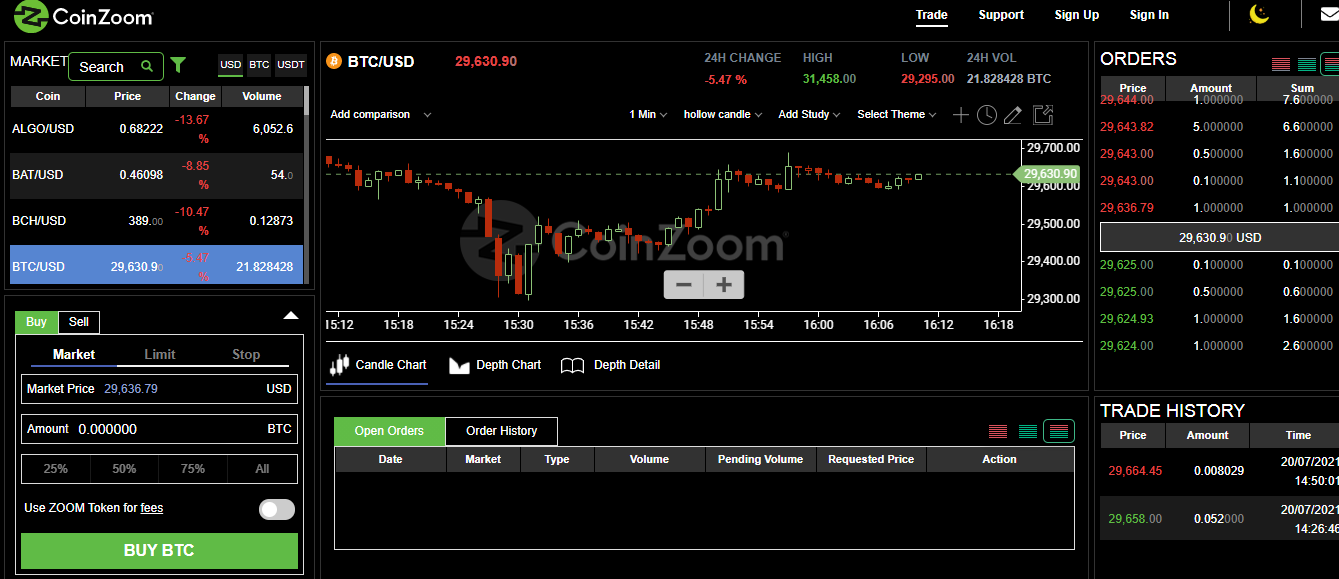 CoinZoom
Trade Support Sign Up Sign In
MARKET Search USD BTC USDT
Coin Price Change Volume
ALGO/USD 0.68222 -13.67 % 6,052.6
BAT/USD 0.46098 -8.85 % 54.0
BCH/USD 389.00 -10.47 % 0.12873
BTC/USD 29,630.90 -5.47 % 21.828428
Buy Sell
Market Limit Stop
Market Price 29,636.79 USD
Amount 0.000000 BTC
25% 50% 75% All
Use ZOOM Token for fees
BUY BTC
BTC/USD 29,630.90
24H CHANGE HIGH LOW 24H VOL
-5.47 % 31,458.00 29,295.00 21.828428 BTC
Add comparison 1 Min hollow candle Add Study Select Theme
29,700.00
29,630.90
29,600.00
29,500.00
29,400.00
29,300.00
CoinZoom
15:12 15:18 15:24 15:30 15:36 15:42 15:48 15:54 16:00 16:06 16:12 16:18
Candle Chart Depth Chart Depth Detail
Open Orders Order History
Date Market Type Volume Pending Volume Requested Price Action
ORDERS
Price Amount Sum
29,644.00 1.000000 7.600000
29,643.82 5.000000 6.600000
29,643.00 0.500000 1.600000
29,643.00 0.100000 1.100000
29,636.79 1.000000 1.000000
29,630.90 USD
29,625.00 0.100000 0.100000
29,625.00 0.500000 0.600000
29,624.93 1.000000 1.600000
29,624.00 1.000000 2.600000
TRADE HISTORY
Price Amount Time
29,664.45 0.008029 20/07/2021 14:50:01
29,658.00 0.052000 20/07/2021 14:26:46